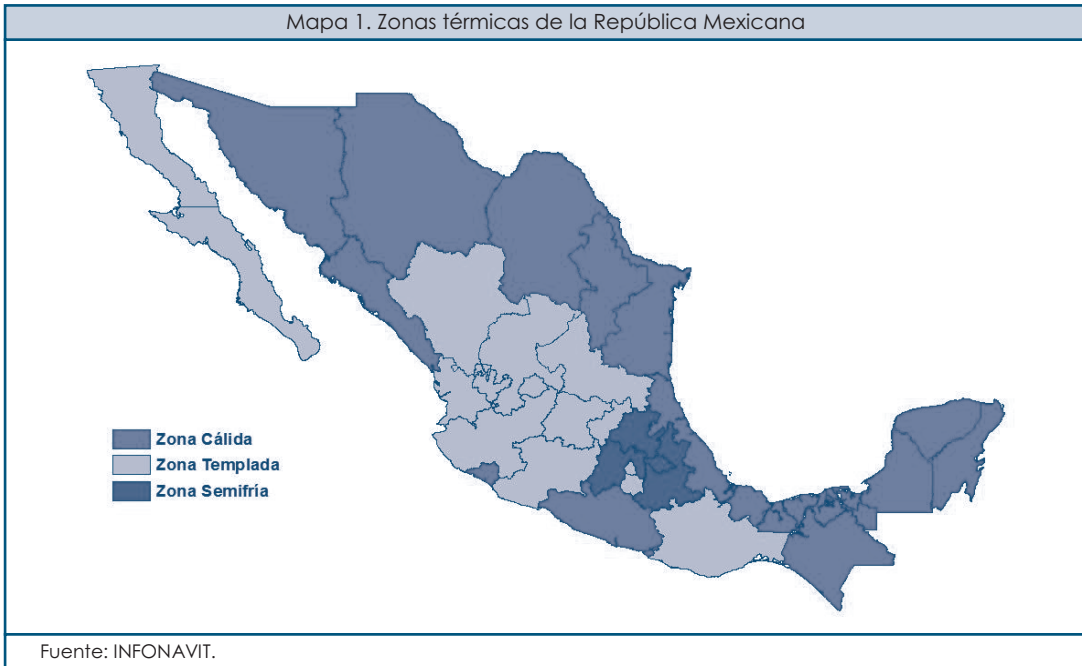 Mapa 1. Zonas térmicas de la República Mexicana
Zona Cálida
Zona Templada
Zona Semifría
Fuente: INFONAVIT.